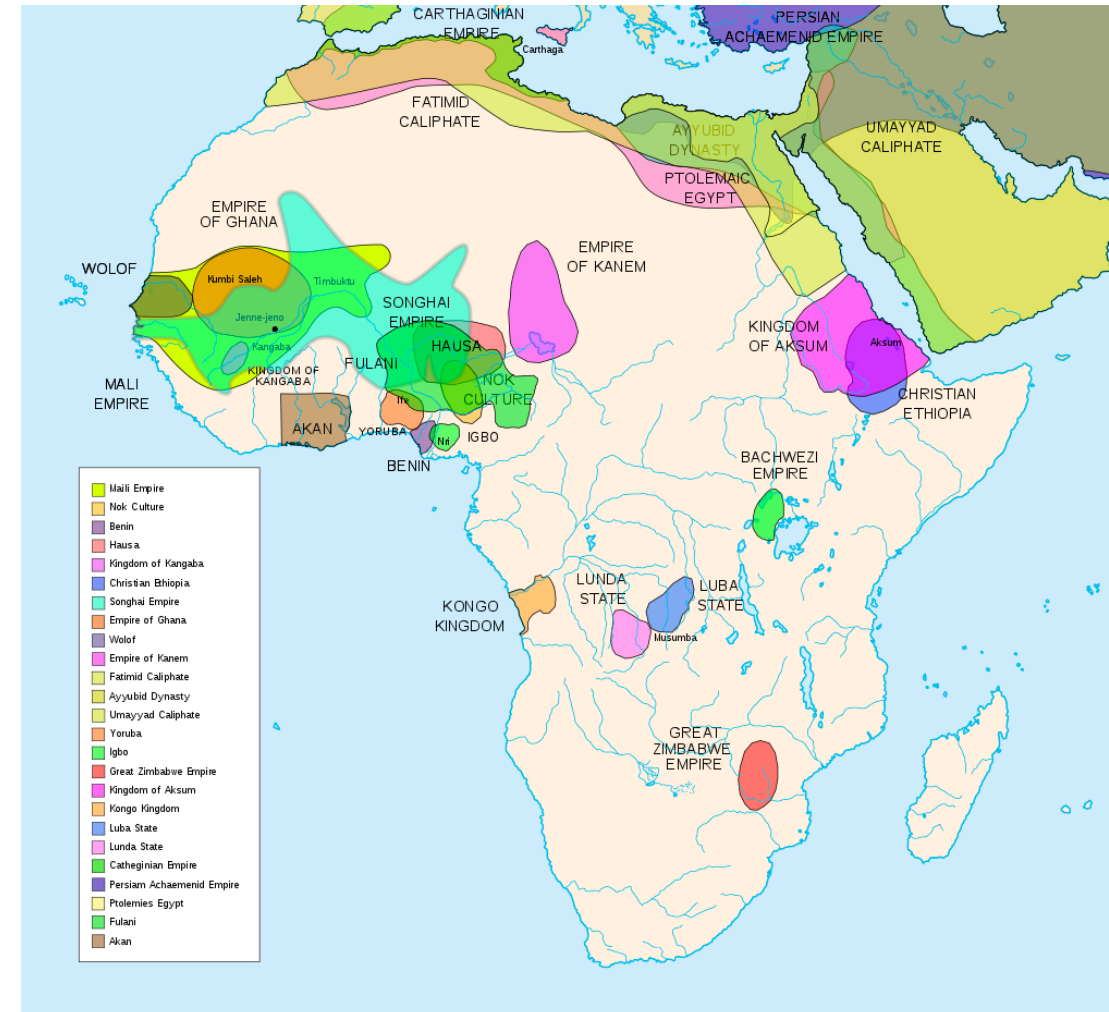 CARTHAGINIAN
EMPIRE
Carthaga
PERSIAN
ACHAEMENID EMPIRE
FATIMID
CALIPHATE
AYYUBID
DYNASTY
UMAYYAD
CALIPHATE
PTOLEMAIC
EGYPT
EMPIRE
OF GHANA
WOLOF
Kumbi Saleh
Timbuktu
EMPIRE
OF KANEM
SONGHAI
EMPIRE
Jenne-jeno
Kangaba
HAUSA
FULANI
KINGDOM OF
KANGABA
NOK
CULTURE
MALI
EMPIRE
KINGDOM
OF AKSUM
Aksum
CHRISTIAN
ETHIOPIA
AKAN
Ife
YORUBA
Nri
IGBO
BENIN
BACHWEZI
EMPIRE
LUNDA
STATE
LUBA
STATE
KONGO
KINGDOM
Musumba
GREAT
ZIMBABWE
EMPIRE
Maili Empire
Nok Culture
Benin
Hausa
Kingdom of Kangaba
Christian Ethiopia
Songhai Empire
Empire of Ghana
Wolof
Empire of Kanem
Fatimid Caliphate
Ayyubid Dynasty
Umayyad Caliphate
Yoruba
Igbo
Great Zimbabwe Empire
Kingdom of Aksum
Kongo Kingdom
Luba State
Lunda State
Catheginian Empire
Persiam Achaemenid Empire
Ptolemies Egypt
Fulani
Akan